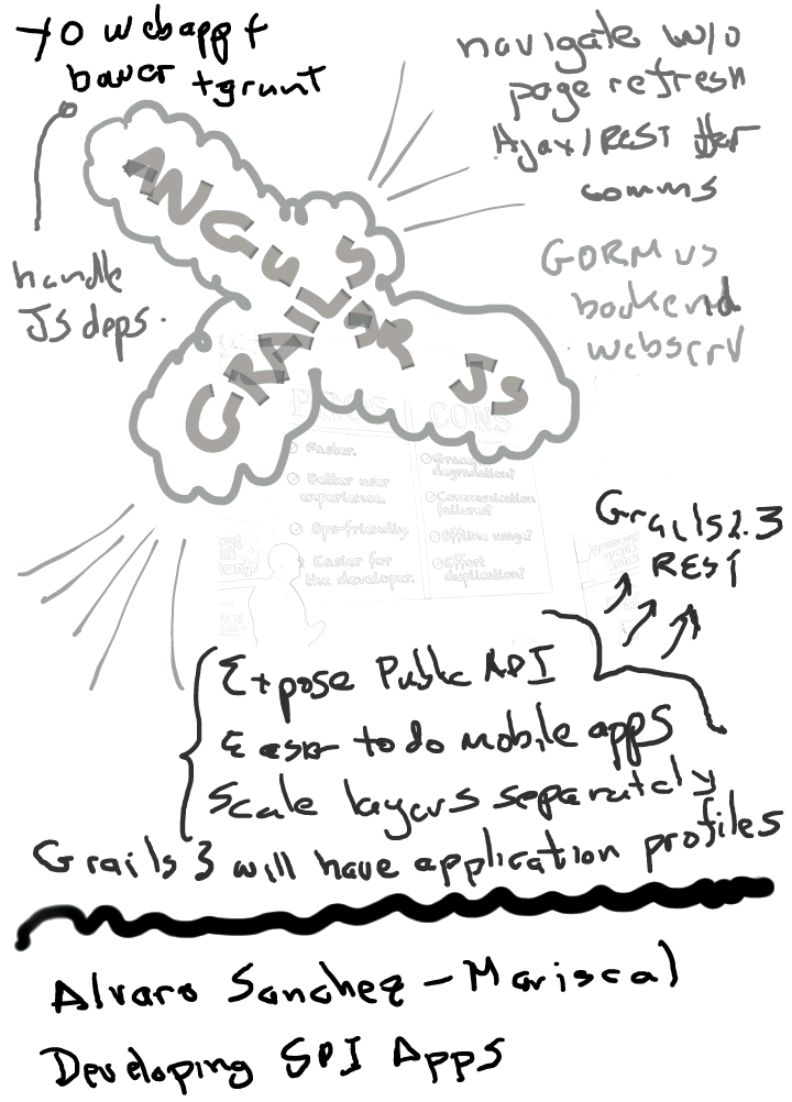 yo webapp +
bower + grunt
navigate w/o
page refresh
Ajax/REST for
comms
handle
JS deps.
GORM vs
backend
webserv
ANGULAR JS
GRAILS
PROS
CONS
Faster.
Better user
experience.
Ops-friendly
Easier for
the developer.
degradation?
Communication
failures?
Offline usage?
Effort
duplication?
Grails 2.3
REST
Expose Public API
Easier to do mobile apps
Scale layers separately
Grails 3 will have application profiles
Alvaro Sanchez-Mariscal
Developing SPI Apps